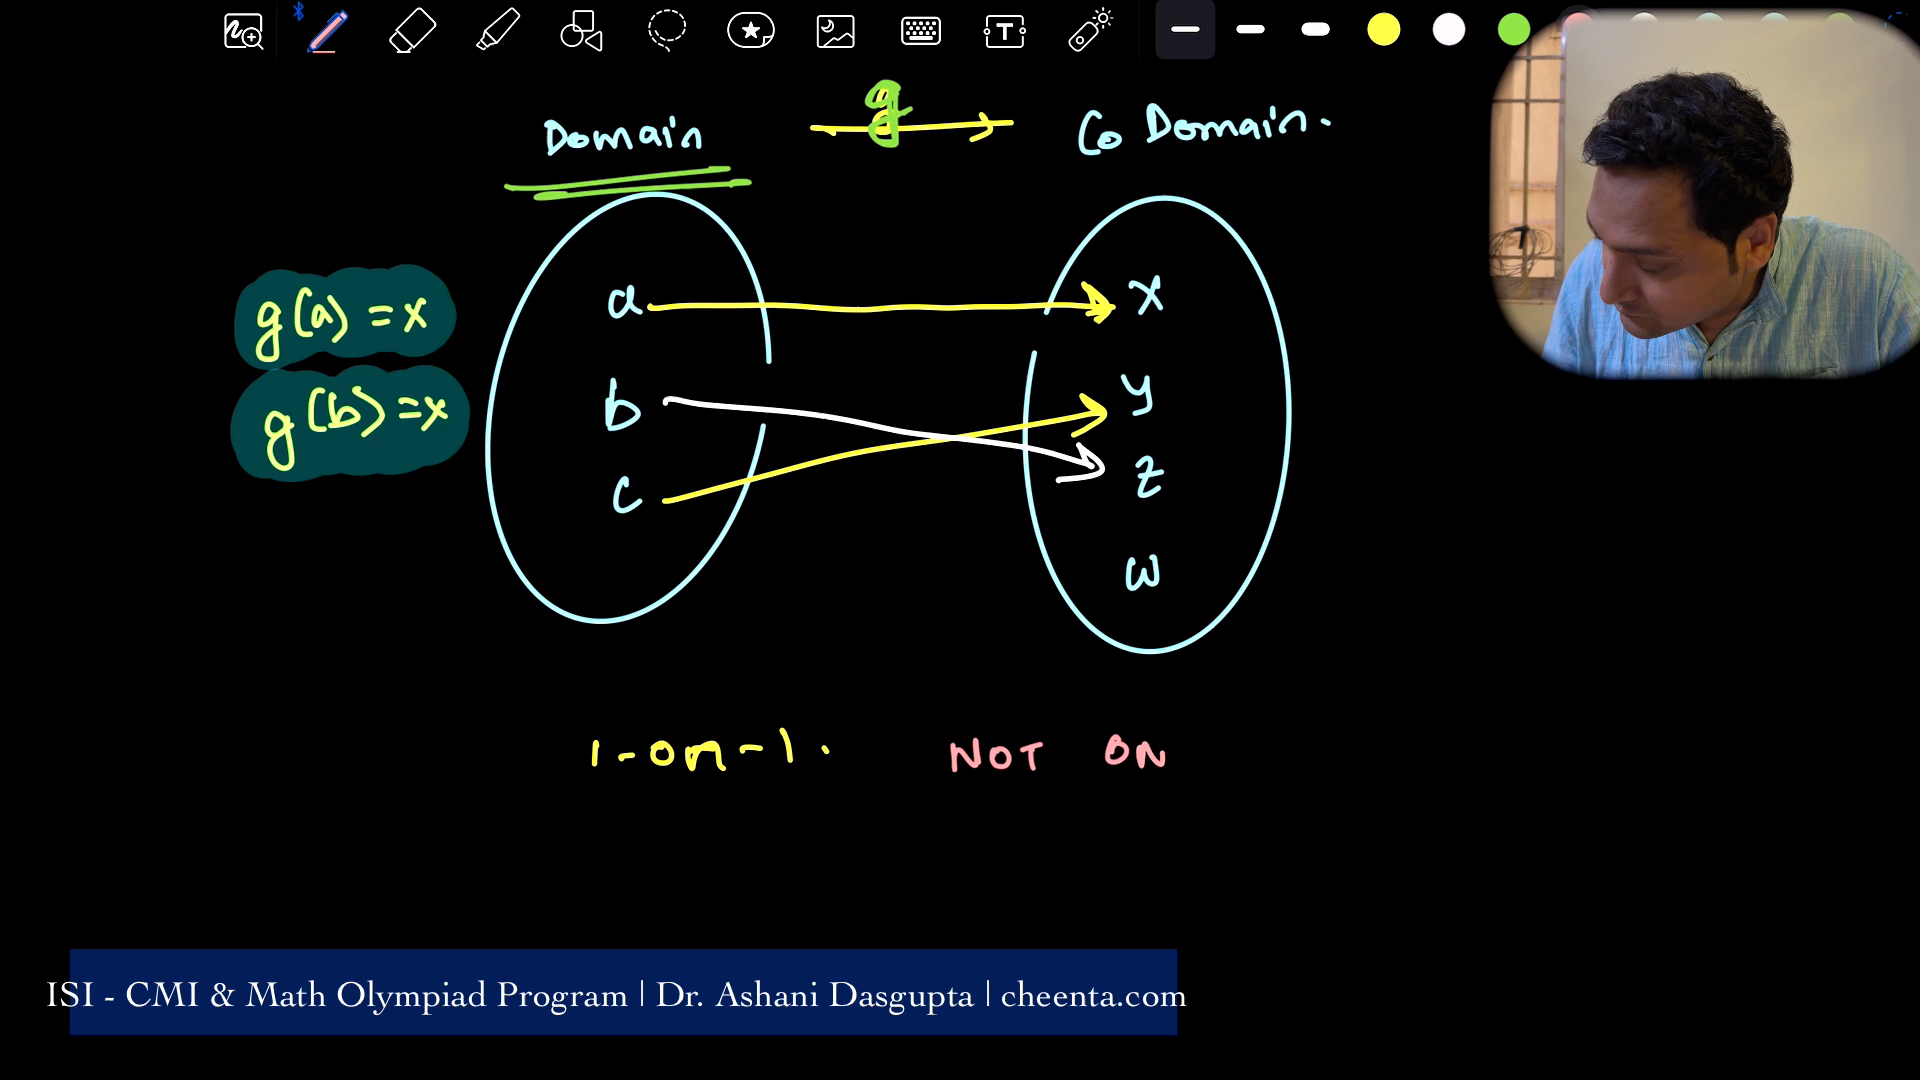 g
Domain
Co Domain.
a
x
g(a) = x
b
y
g(b) = x
z
c
w
1-on-1.
NOT ON
ISI - CMI & Math Olympiad Program | Dr. Ashani Dasgupta | cheenta.com